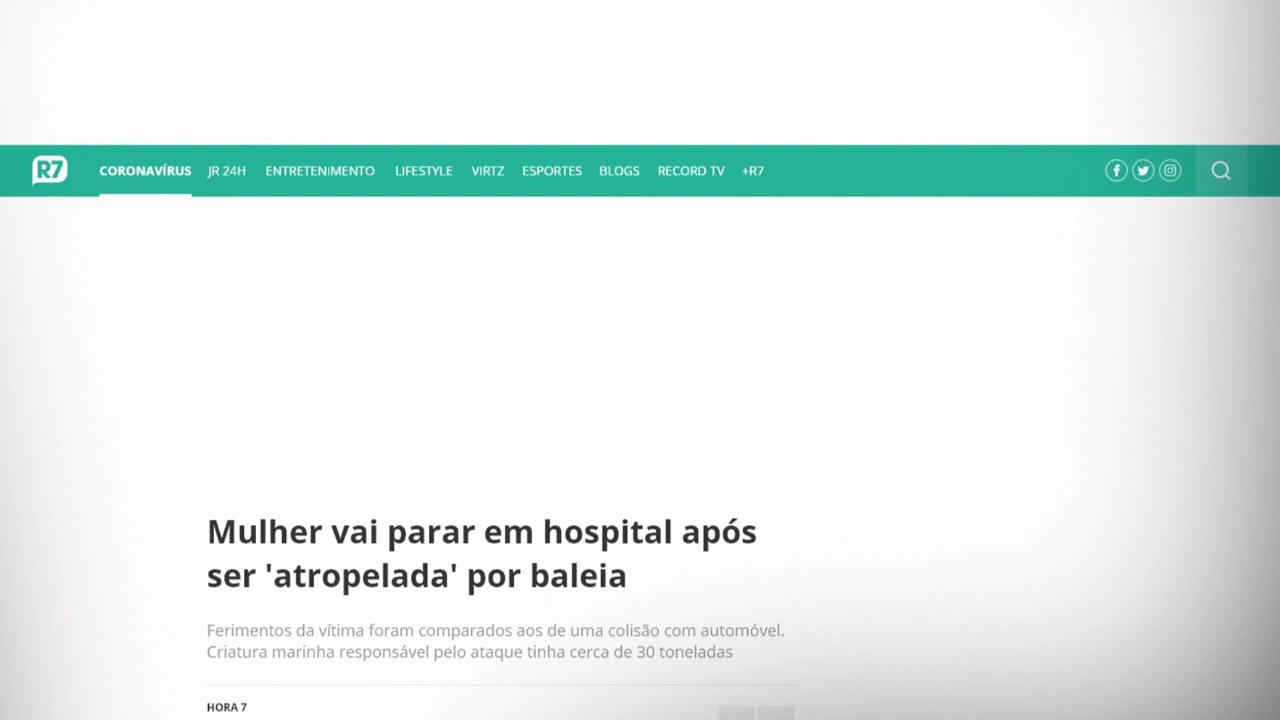 R7 CORONAVÍRUS JR 24H ENTRETENIMENTO LIFESTYLE VIRTZ ESPORTES BLOGS RECORD TV +R7
Mulher vai parar em hospital após
ser 'atropelada' por baleia
Ferimentos da vítima foram comparados aos de uma colisão com automóvel.
Criatura marinha responsável pelo ataque tinha cerca de 30 toneladas
HORA 7